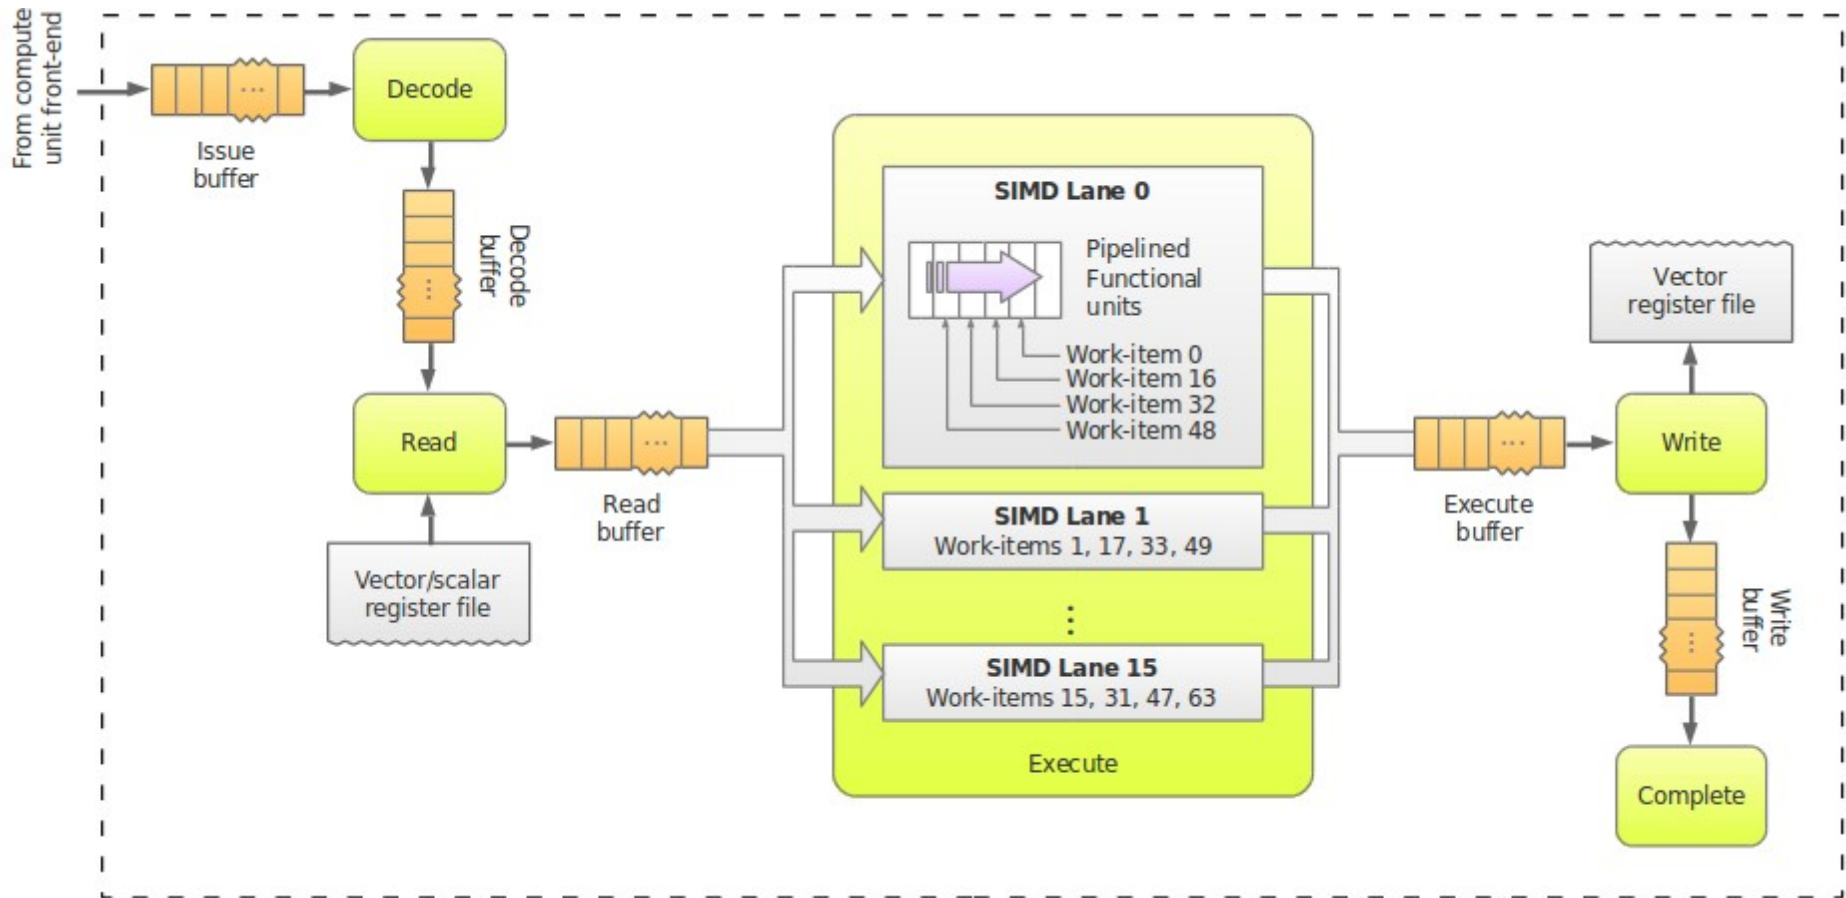 From compute
unit front-end
Issue
buffer
Decode
Decode
buffer
Read
Vector/scalar
register file
Read
buffer
SIMD Lane 0
Pipelined
Functional
units
Work-item 0
Work-item 16
Work-item 32
Work-item 48
SIMD Lane 1
Work-items 1, 17, 33, 49
SIMD Lane 15
Work-items 15, 31, 47, 63
Execute
Execute
buffer
Vector
register file
Write
Write
buffer
Complete